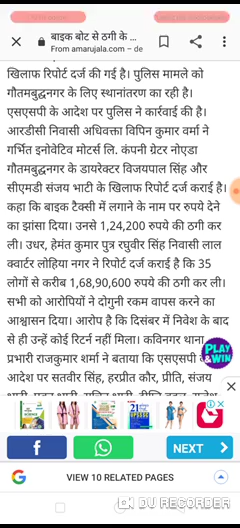 बाइक बोट से ठगी के ...
From amarujala.com – de
खिलाफ रिपोर्ट दर्ज की गई है। पुलिस मामले को
गौतमबुद्धनगर के लिए स्थानांतरण का रही है।
एसएसपी के आदेश पर पुलिस ने कार्रवाई की है।
आरडीसी निवासी अधिवक्ता विपिन कुमार वर्मा ने
गर्भित इनोवेटिव मोटर्स लि. कंपनी ग्रेटर नोएडा
गौतमबुद्धनगर के डायरेक्टर विजयपाल सिंह और
सीएमडी संजय भाटी के खिलाफ रिपोर्ट दर्ज कराई है।
कहा कि बाइक टैक्सी में लगाने के नाम पर रुपये देने
का झांसा दिया। उनसे 1,24,200 रुपये की ठगी कर
ली। उधर, हेमंत कुमार पुत्र रघुवीर सिंह निवासी लाल
क्वार्टर लोहिया नगर ने रिपोर्ट दर्ज कराई है कि 35
लोगों से करीब 1,68,90,600 रुपये की ठगी कर ली।
सभी को आरोपियों ने दोगुनी रकम वापस करने का
आश्वासन दिया। आरोप है कि दिसंबर में निवेश के बाद
से ही उन्हें कोई रिटर्न नहीं मिला। कविनगर थाना
प्रभारी राजकुमार शर्मा ने बताया कि एसएसपी के
आदेश पर सतवीर सिंह, हरप्रीत कौर, प्रीति, संजय
PLAY
&WIN
21
NEXT
VIEW 10 RELATED PAGES
DU RECORDER